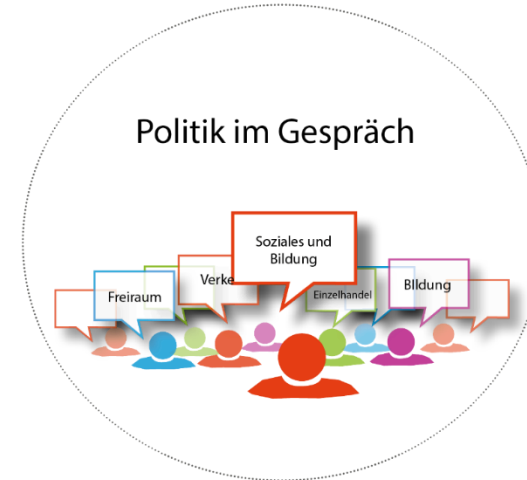 Politik im Gespräch
Soziales und
Bildung
Verke
Freiraum
Einzelhandel
BIldung